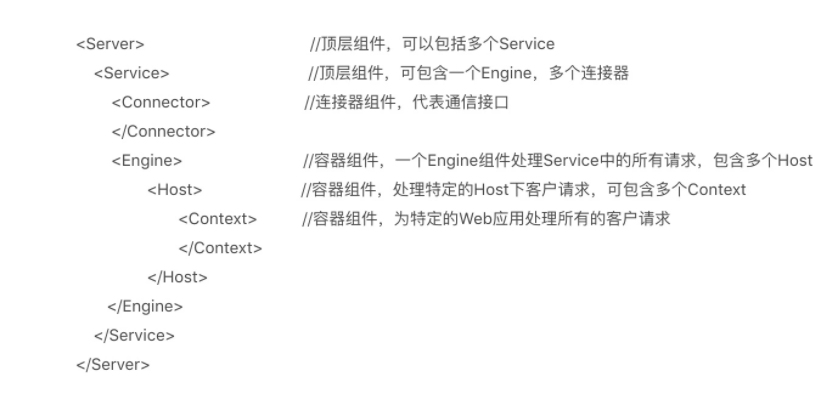 <Server> //顶层组件，可以包括多个Service
<Service> //顶层组件，可包含一个Engine，多个连接器
<Connector> //连接器组件，代表通信接口
</Connector>
<Engine> //容器组件，一个Engine组件处理Service中的所有请求，包含多个Host
<Host> //容器组件，处理特定的Host下客户请求，可包含多个Context
<Context> //容器组件，为特定的Web应用处理所有的客户请求
</Context>
</Host>
</Engine>
</Service>
</Server>